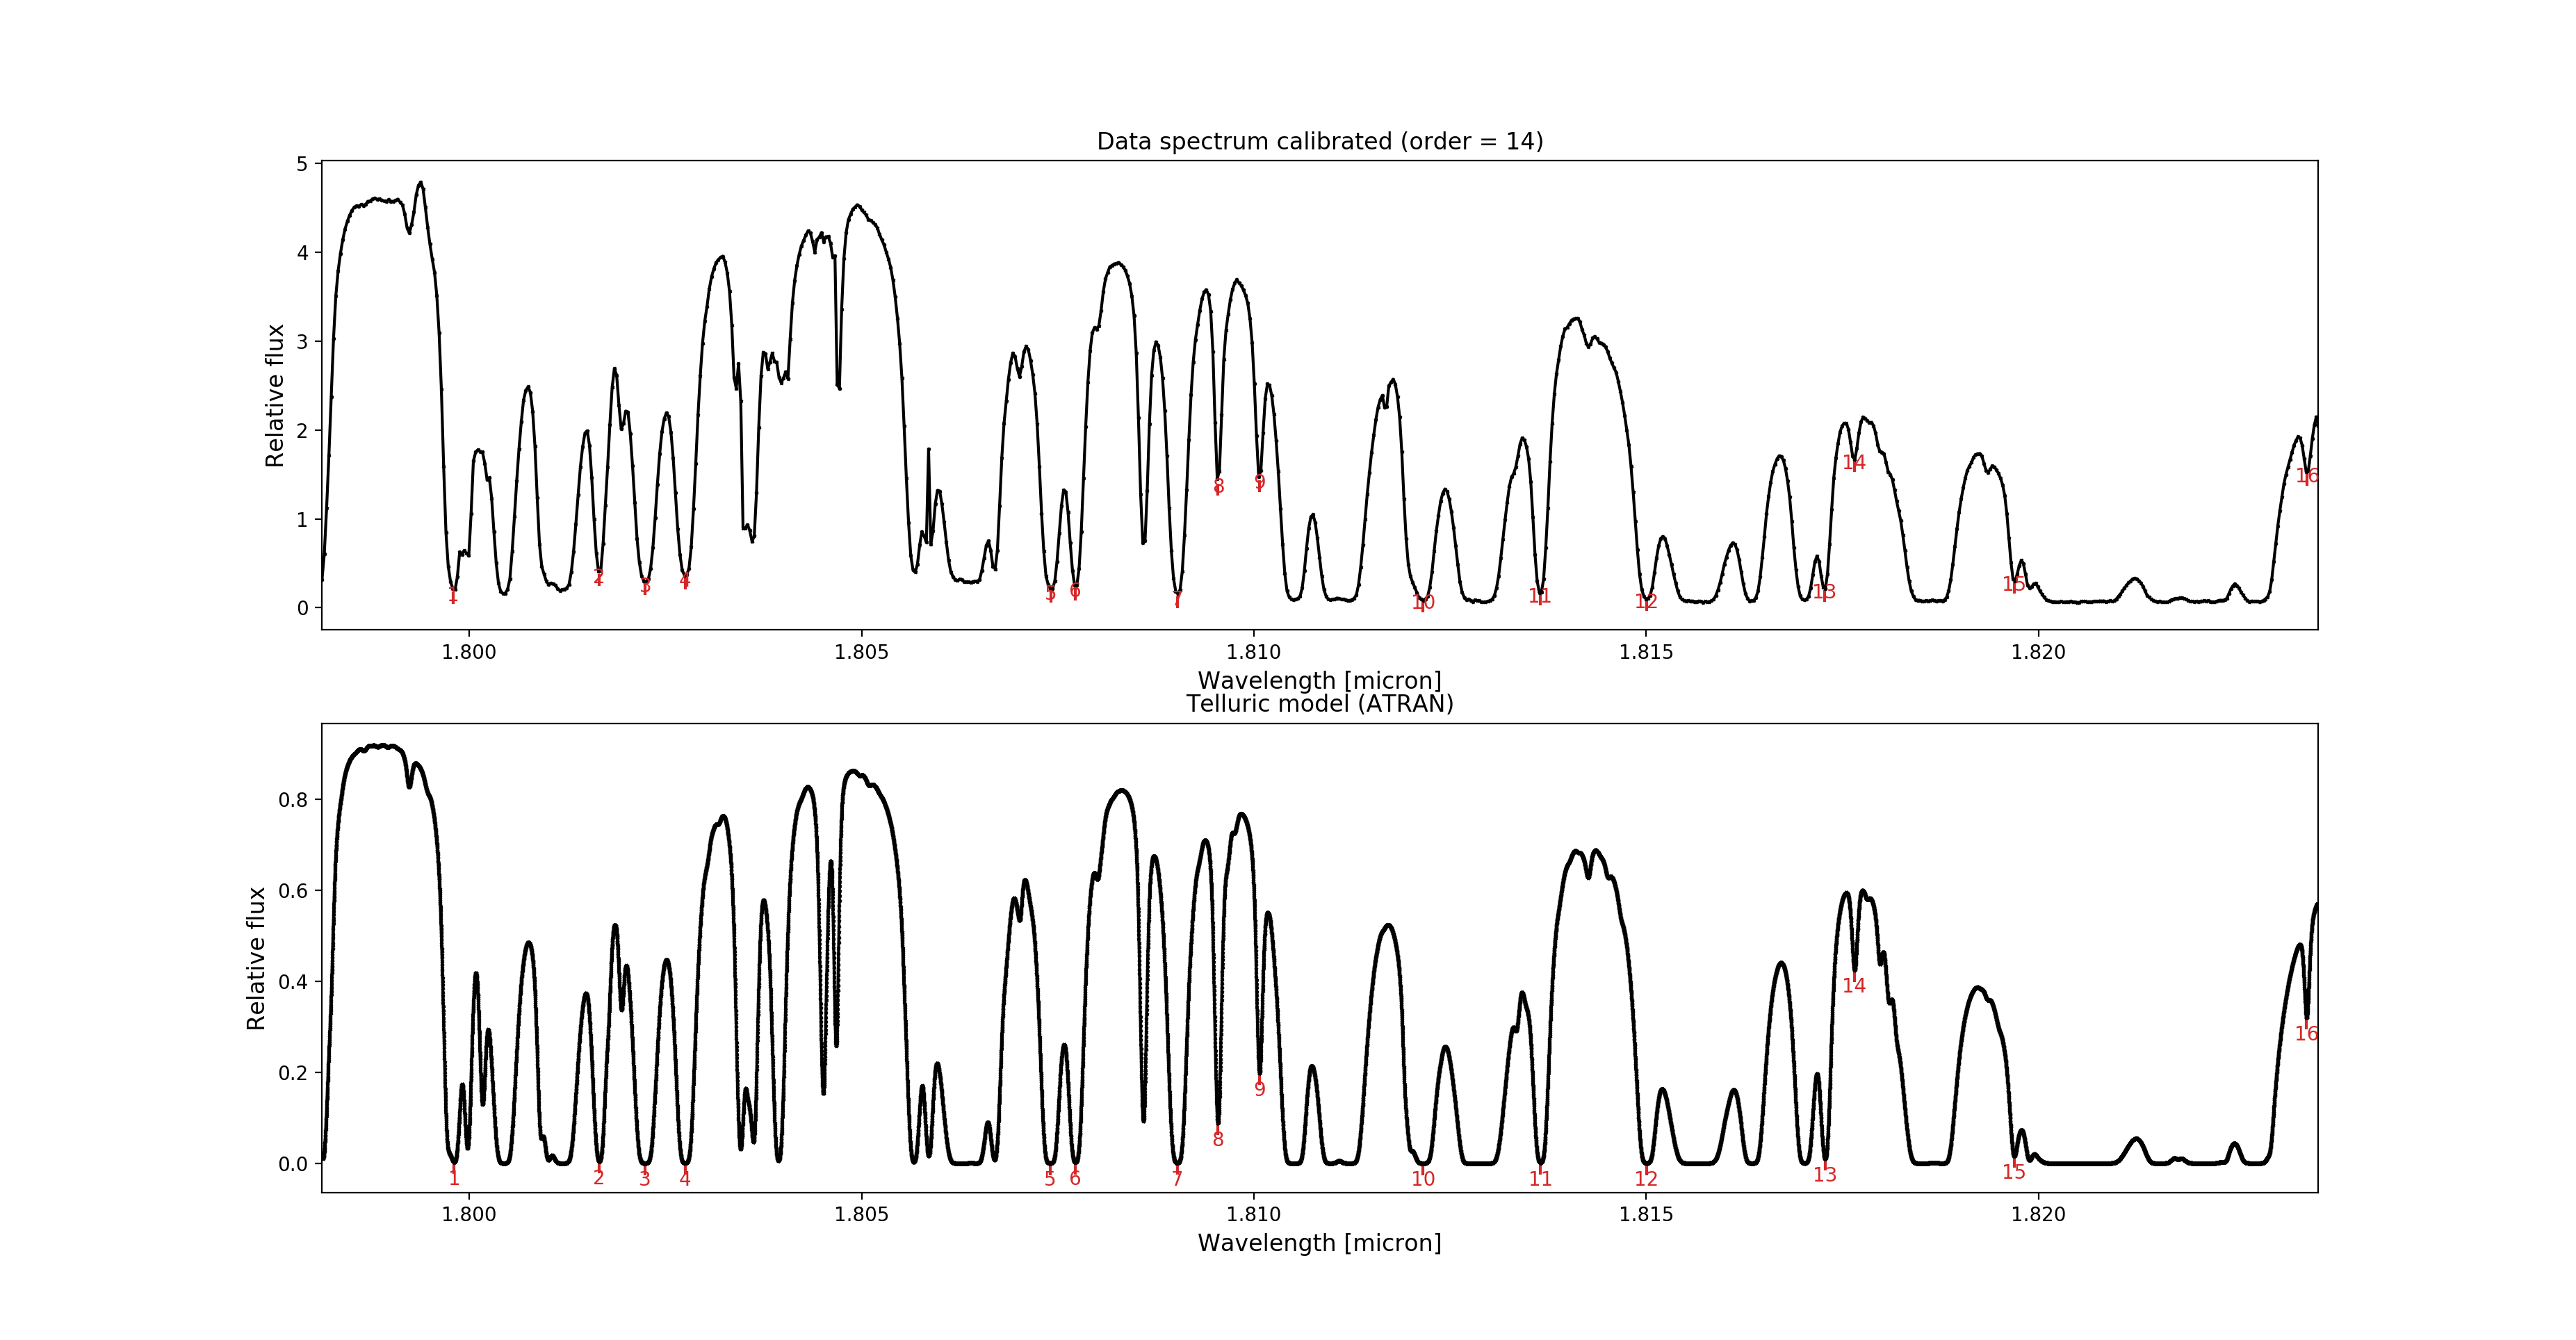 Data spectrum calibrated (order = 14)
5
4
3
2
1
0
Relative flux
1 2 3 4 5 6 7 8 9 10 11 12 13 14 15 16
1.800 1.805 1.810 1.815 1.820
Wavelength [micron]
Telluric model (ATRAN)
0.8
0.6
0.4
0.2
0.0
Relative flux
1 2 3 4 5 6 7 8 9 10 11 12 13 14 15 16
1.800 1.805 1.810 1.815 1.820
Wavelength [micron]